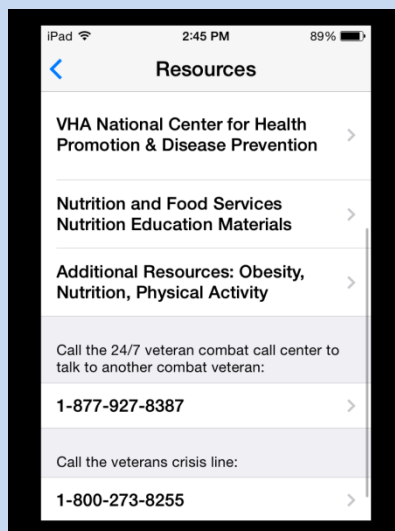 iPad 2:45 PM 89%
Resources
VHA National Center for Health
Promotion & Disease Prevention
Nutrition and Food Services
Nutrition Education Materials
Additional Resources: Obesity,
Nutrition, Physical Activity
Call the 24/7 veteran combat call center to
talk to another combat veteran:
1-877-927-8387
Call the veterans crisis line:
1-800-273-8255